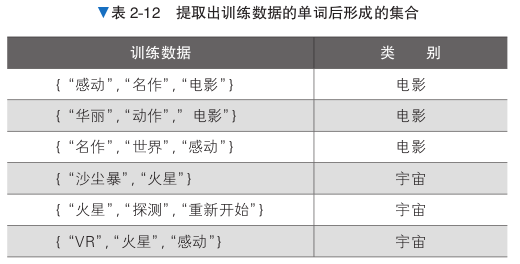 ▼表 2-12 提取出训练数据的单词后形成的集合
训练数据 类 别
{ “感动”, “名作”, “电影”} 电影
{ “华丽”, “动作”,” 电影”} 电影
{ “名作”, “世界”, “感动”} 电影
{ “沙尘暴”, “火星”} 宇宙
{ “火星”, “探测”, “重新开始”} 宇宙
{ “VR”, “火星”, “感动”} 宇宙